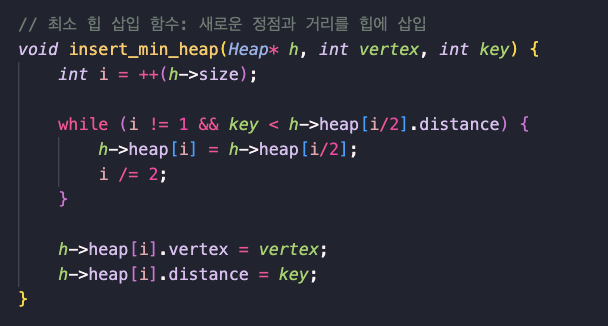 // 최소 힙 삽입 함수: 새로운 정점과 거리를 힙에 삽입
void insert_min_heap(Heap* h, int vertex, int key) {
    int i = ++(h->size);

    while (i != 1 && key < h->heap[i/2].distance) {
        h->heap[i] = h->heap[i/2];
        i /= 2;
    }

    h->heap[i].vertex = vertex;
    h->heap[i].distance = key;
}